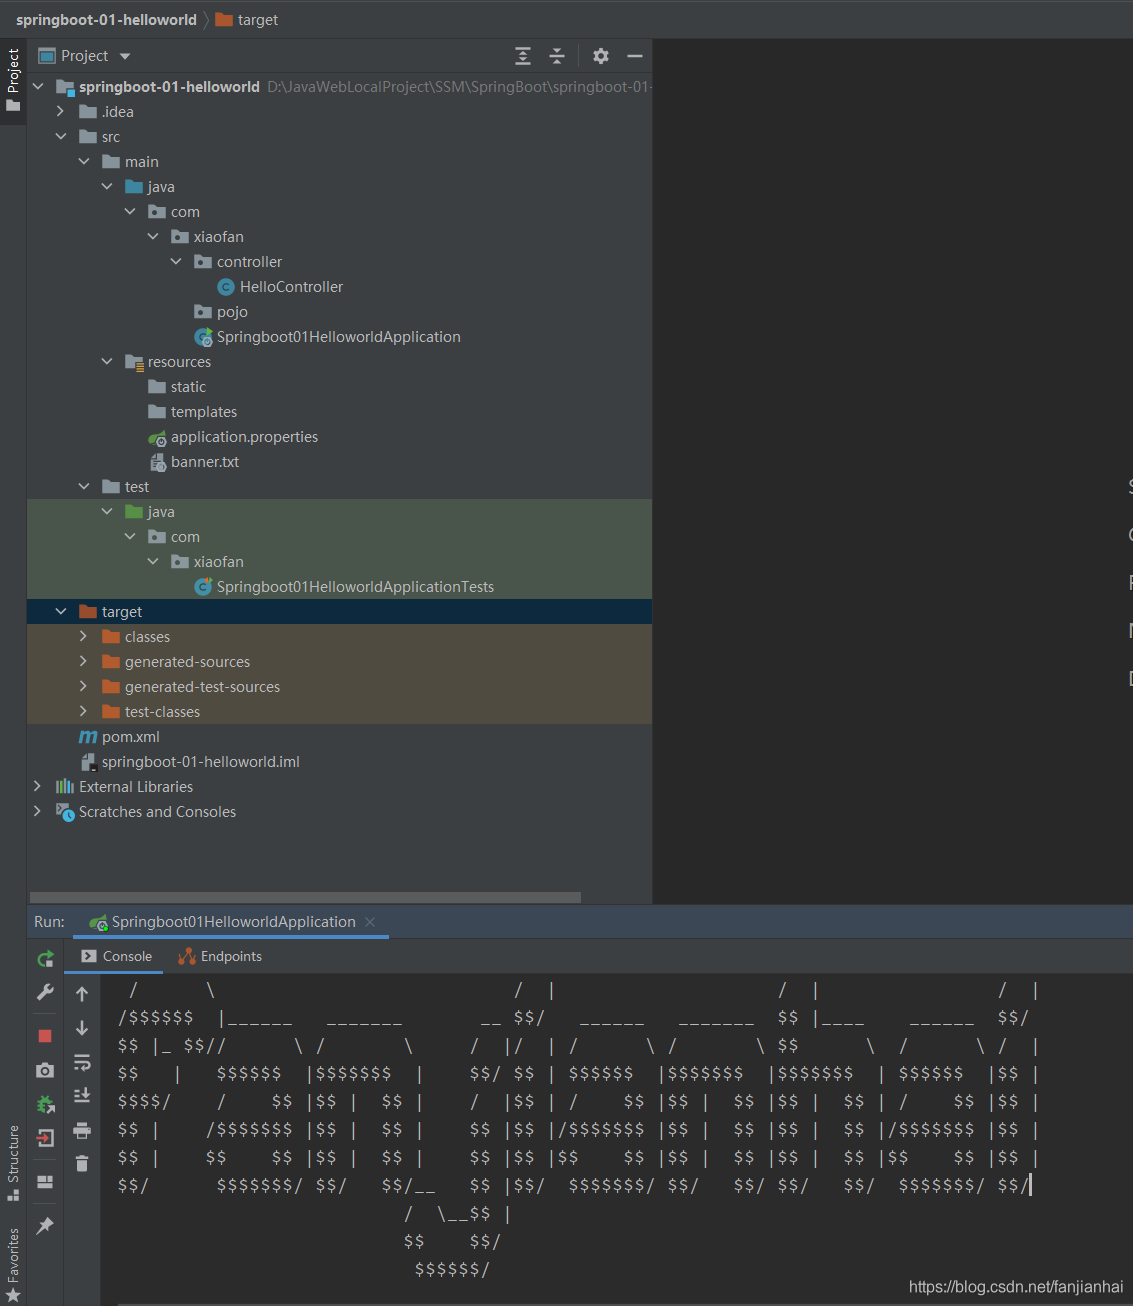 springboot-01-helloworld target
Project
Project
springboot-01-helloworld D:\JavaWebLocalProject\SSM\SpringBoot\springboot-01-
.idea
src
main
java
com
xiaofan
controller
HelloController
pojo
Springboot01HelloworldApplication
resources
static
templates
application.properties
banner.txt
test
java
com
xiaofan
Springboot01HelloworldApplicationTests
target
classes
generated-sources
generated-test-sources
test-classes
pom.xml
springboot-01-helloworld.iml
External Libraries
Scratches and Consoles
Run: Springboot01HelloworldApplication
Console Endpoints
 /      \                           /  |                    /  |                /  |
/$$$$$$  |______   _______       __ $$/   ______   _______  $$ |____    ______  $$/
$$ |_ $$//      \ /       \     /  |/  | /      \ /       \ $$      \  /      \ /  |
$$   |   $$$$$$  |$$$$$$$  |    $$/ $$ | $$$$$$  |$$$$$$$  |$$$$$$$  | $$$$$$  |$$ |
$$$$/    /    $$ |$$ |  $$ |    /  |$$ | /    $$ |$$ |  $$ |$$ |  $$ | /    $$ |$$ |
$$ |    /$$$$$$$ |$$ |  $$ |    $$ |$$ |/$$$$$$$ |$$ |  $$ |$$ |  $$ |/$$$$$$$ |$$ |
$$ |    $$    $$ |$$ |  $$ |    $$ |$$ |$$    $$ |$$ |  $$ |$$ |  $$ |$$    $$ |$$ |
$$/      $$$$$$$/ $$/   $$/__   $$ |$$/  $$$$$$$/ $$/   $$/ $$/   $$/  $$$$$$$/ $$/
                          /  \__$$ |
                          $$    $$/
                           $$$$$$/
Structure
Favorites
https://blog.csdn.net/fanjianhai